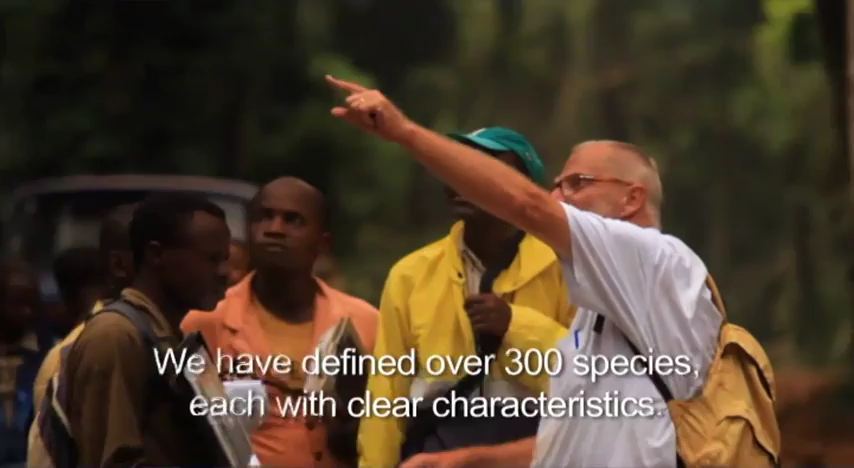 We have defined over 300 species,
each with clear characteristics.